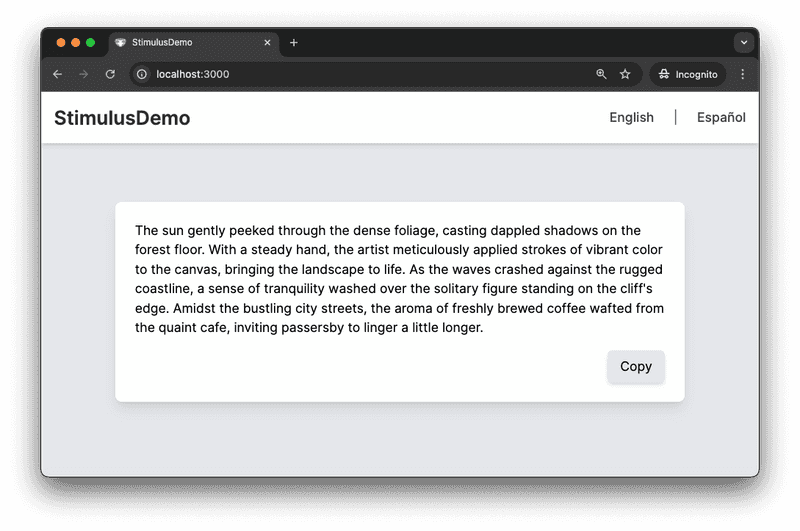 StimulusDemo
localhost:3000
Incognito
StimulusDemo
English | Español
The sun gently peeked through the dense foliage, casting dappled shadows on the
forest floor. With a steady hand, the artist meticulously applied strokes of vibrant color
to the canvas, bringing the landscape to life. As the waves crashed against the rugged
coastline, a sense of tranquility washed over the solitary figure standing on the cliff's
edge. Amidst the bustling city streets, the aroma of freshly brewed coffee wafted from
the quaint cafe, inviting passersby to linger a little longer.
Copy